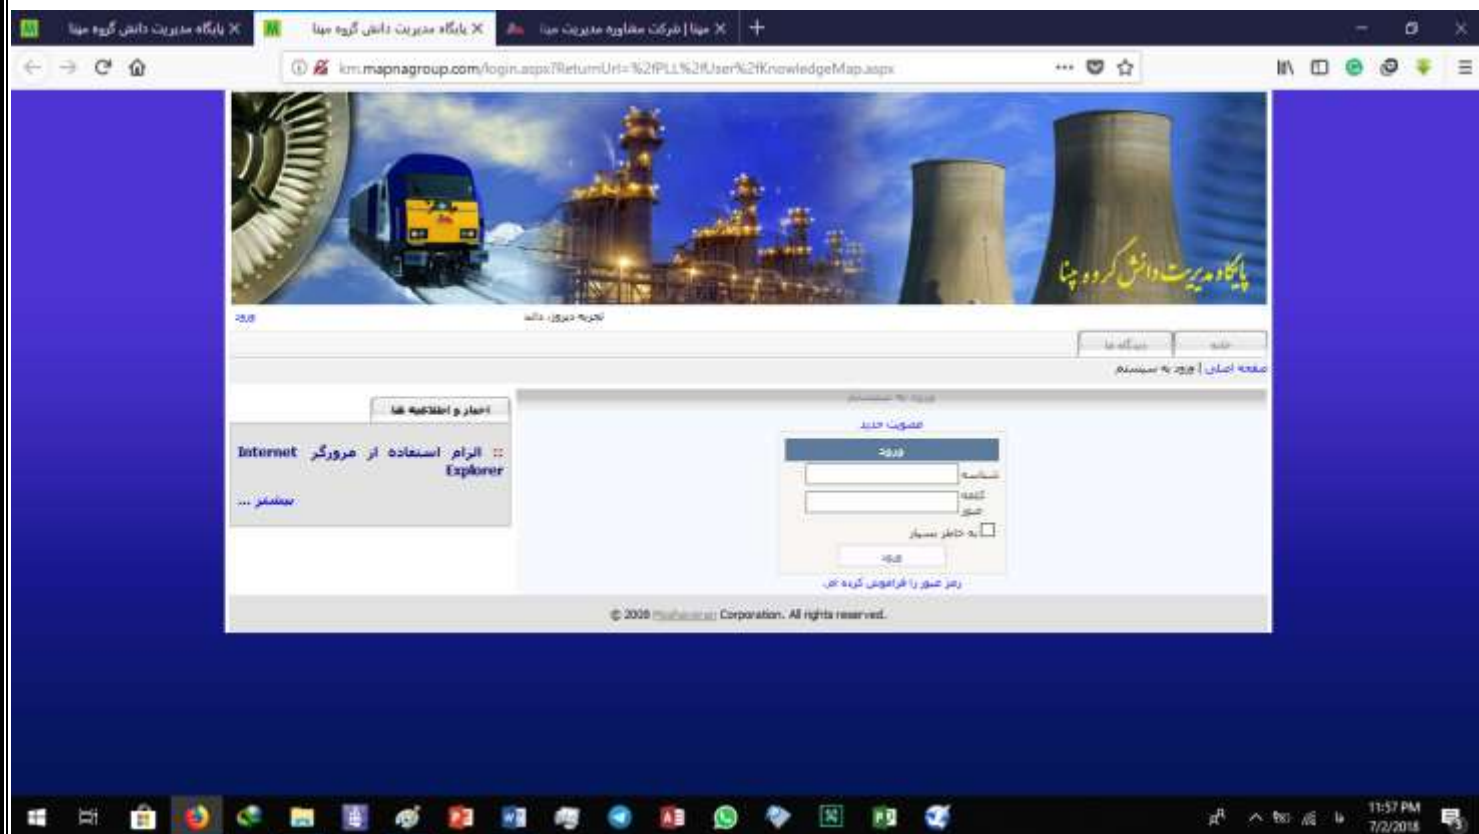 پایگاه مدیریت دانش گروه مپنا
پایگاه مدیریت دانش گروه مپنا
مپنا | شرکت مشاوره مدیریت مپنا
km.mapnagroup.com/login.aspx?ReturnUrl=%2fPLL%2fUser%2fKnowledgeMap.aspx
پایگاه مدیریت دانش گروه مپنا
تجربه دیروز، دانه
ورود
خانه
دیدگاه ها
صفحه اصلی | ورود به سیستم
ورود به سیستم
عضویت جدید
ورود
شناسه
کلمه
عبور
به خاطر بسپار
ورود
رمز عبور را فراموش کرده ام.
اخبار و اطلاعیه ها
:: الزام استفاده از مرورگر Internet
Explorer
بیشتر ...
© 2008 Corporation. All rights reserved.
11:57 PM
7/2/2018